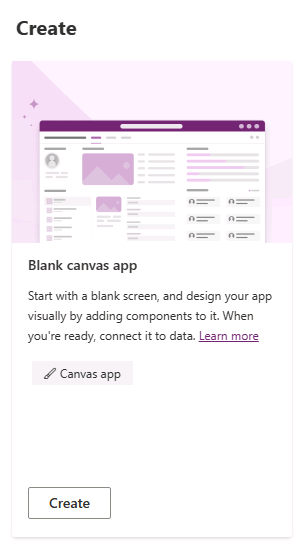 Create
Blank canvas app
Start with a blank screen, and design your app
visually by adding components to it. When
you're ready, connect it to data. Learn more
Canvas app
Create